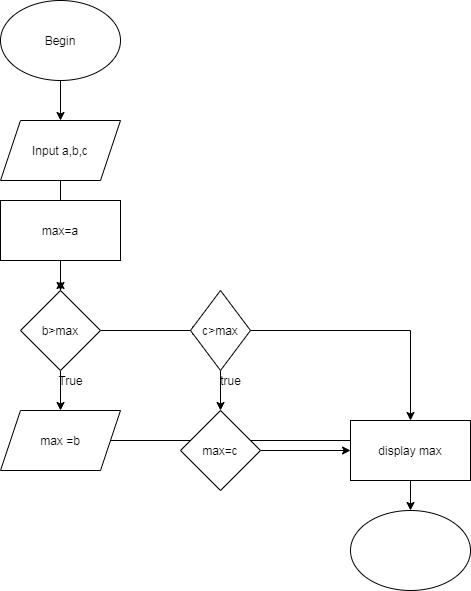 Begin
Input a,b,c
max=a
b>max
c>max
True
true
max =b
max=c
display max